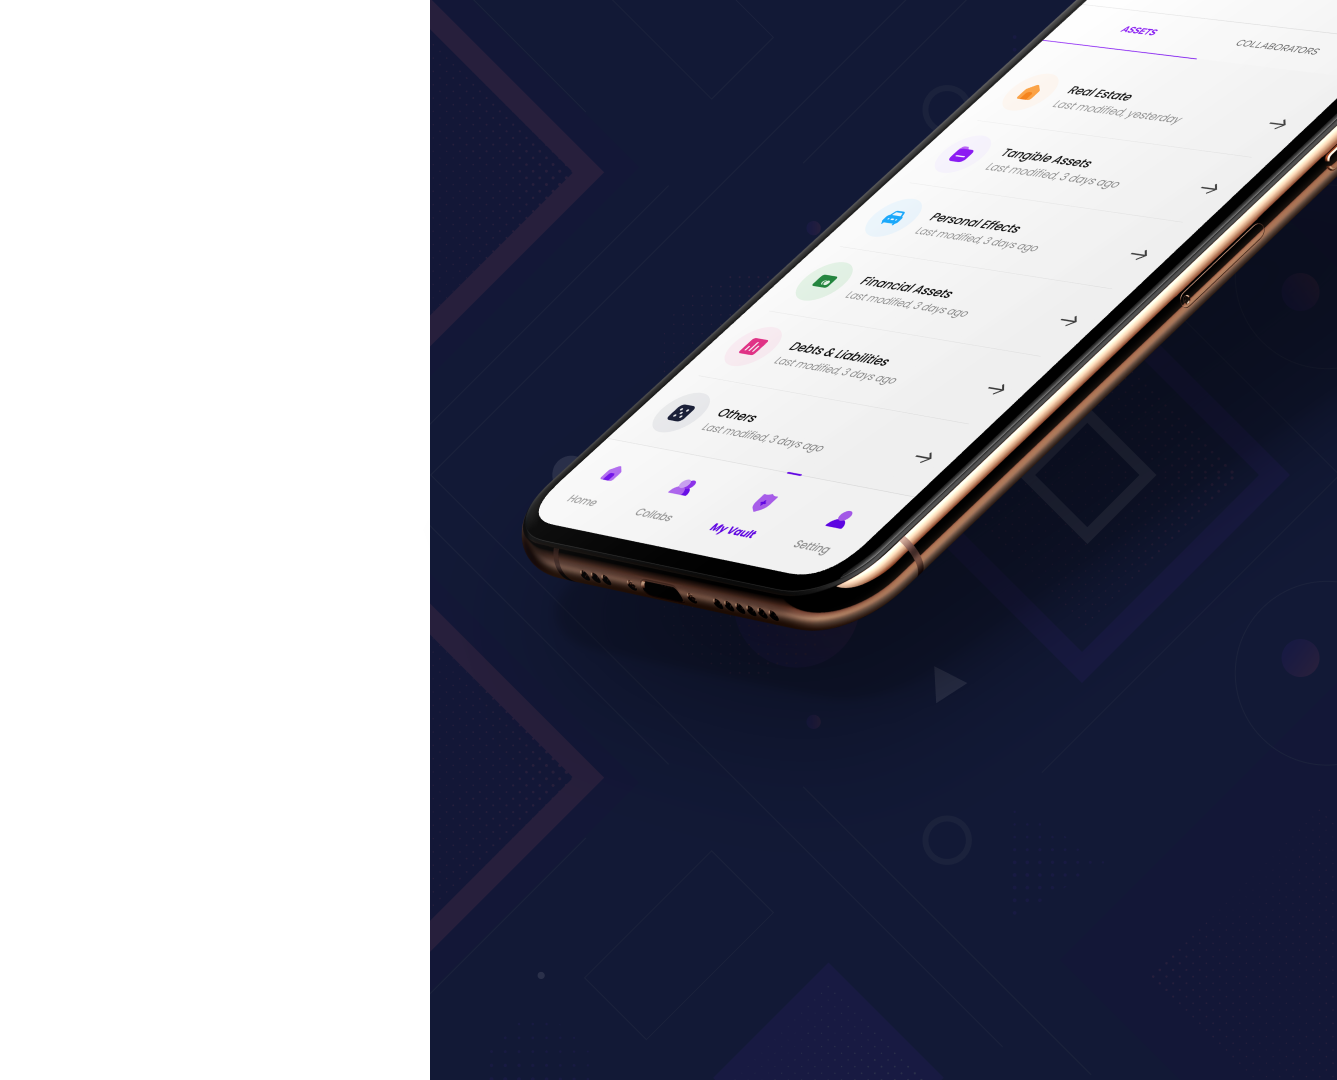 ASSETS
COLLABORATORS
Real Estate
Last modified, yesterday
Tangible Assets
Last modified, 3 days ago
Personal Effects
Last modified, 3 days ago
Financial Assets
Last modified, 3 days ago
Debts & Liabilities
Last modified, 3 days ago
Others
Last modified, 3 days ago
Home
Collabs
My Vault
Setting